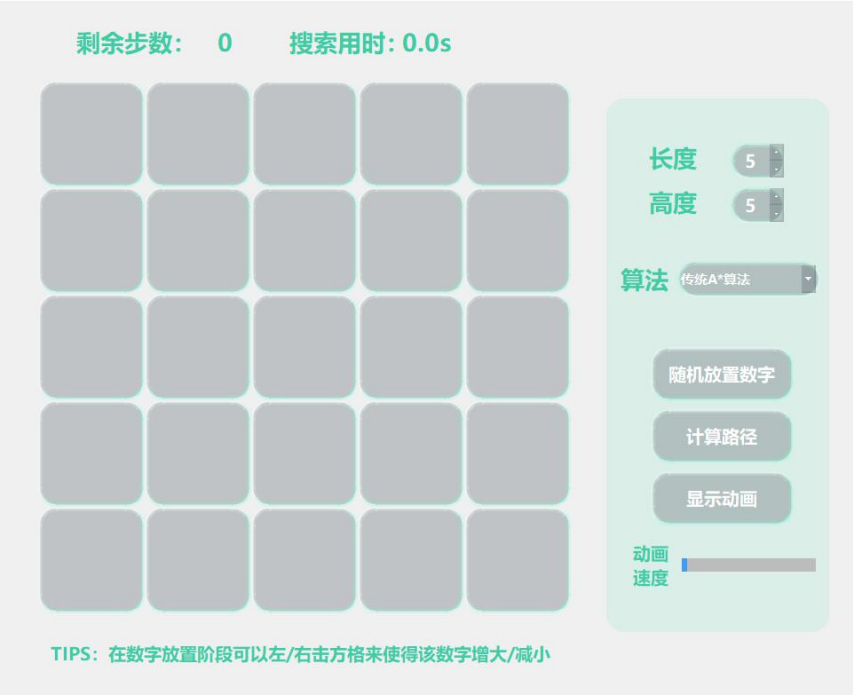 剩余步数： 0 搜索用时: 0.0s
长度 5
高度 5
算法 传统A*算法
随机放置数字
计算路径
显示动画
动画
速度
TIPS：在数字放置阶段可以左/右击方格来使得该数字增大/减小